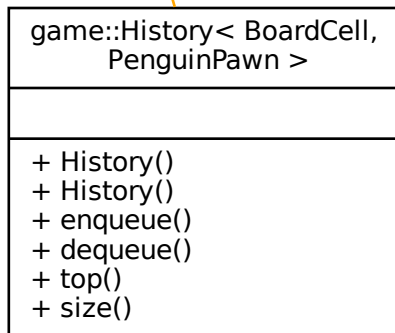 game::History< BoardCell,
PenguinPawn >
+ History()
+ History()
+ enqueue()
+ dequeue()
+ top()
+ size()